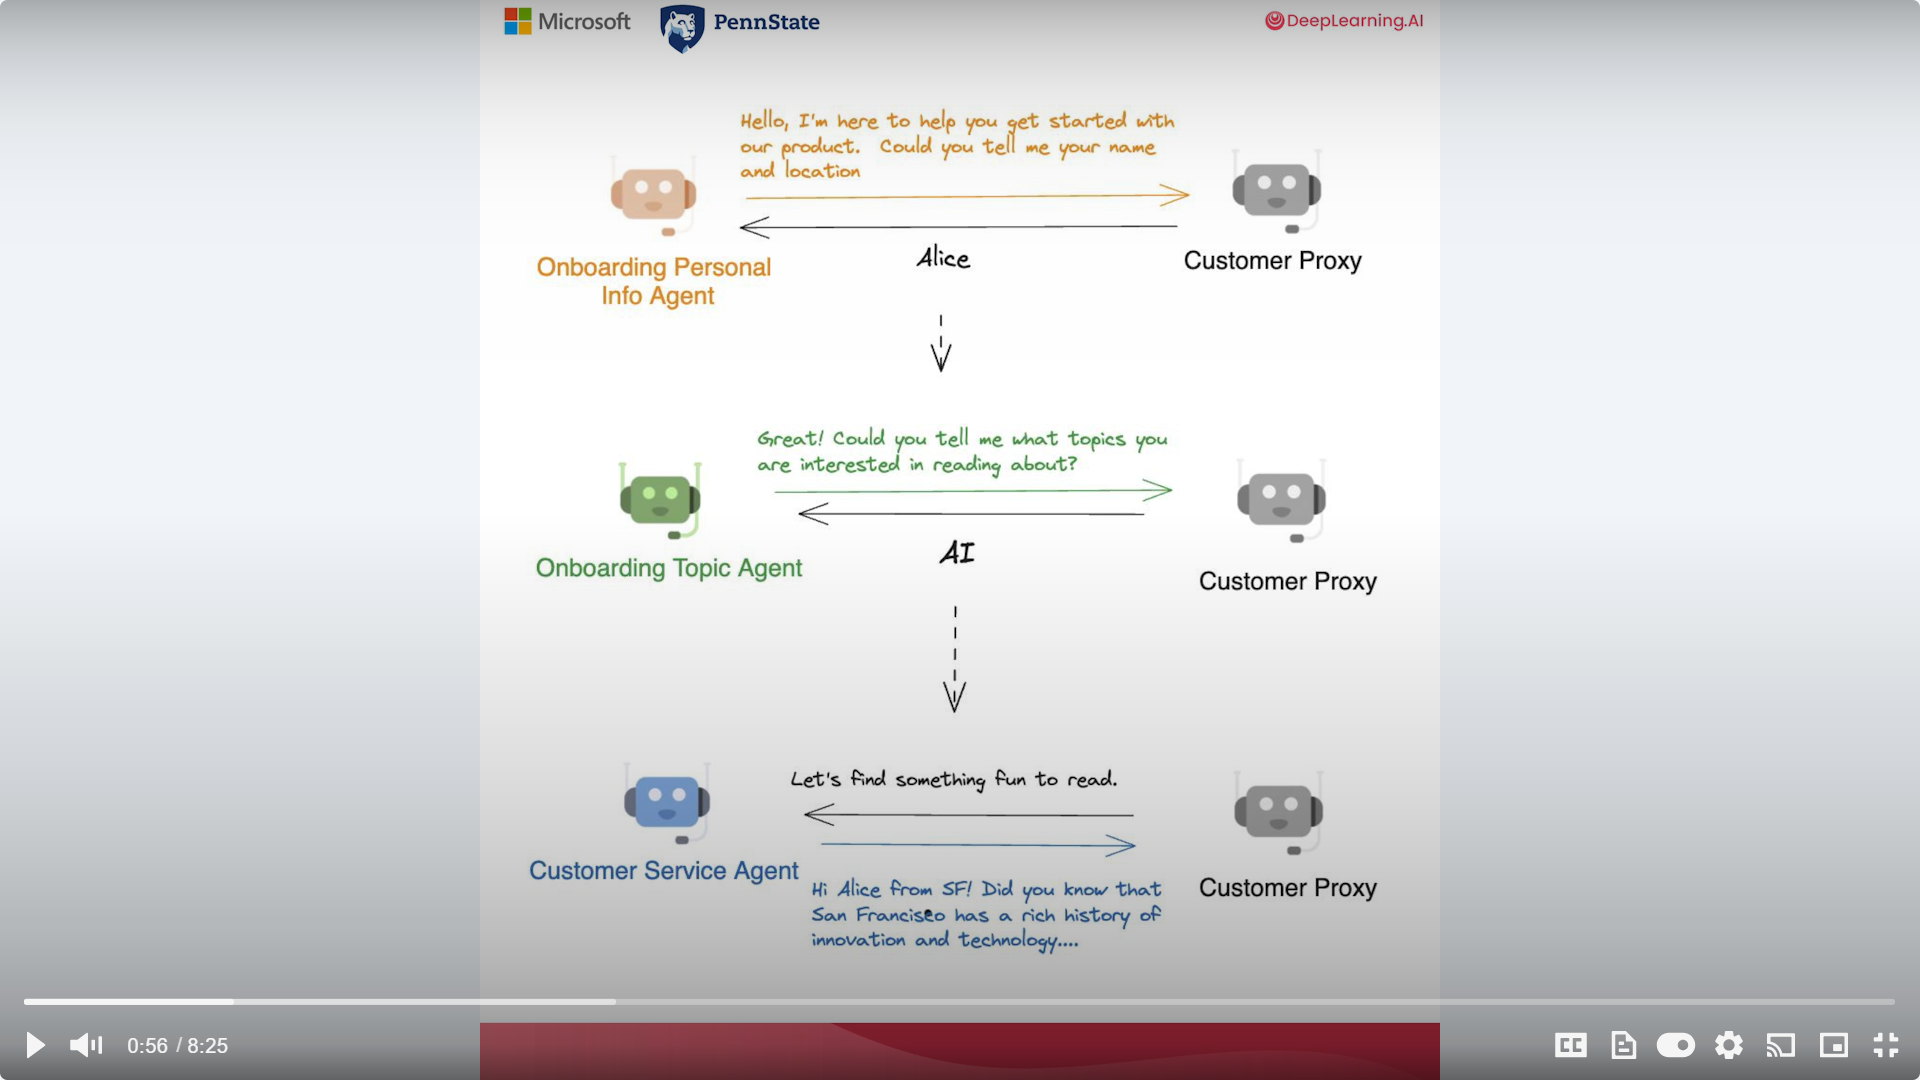 Microsoft
PennState
DeepLearning.AI
Hello, I'm here to help you get started with
our product. Could you tell me your name
and location
Alice
Onboarding Personal
Info Agent
Customer Proxy
Great! Could you tell me what topics you
are interested in reading about?
AI
Onboarding Topic Agent
Customer Proxy
Let's find something fun to read.
Customer Service Agent
Customer Proxy
Hi Alice from SF! Did you know that
San Francisco has a rich history of
innovation and technology....
0:56 / 8:25
CC